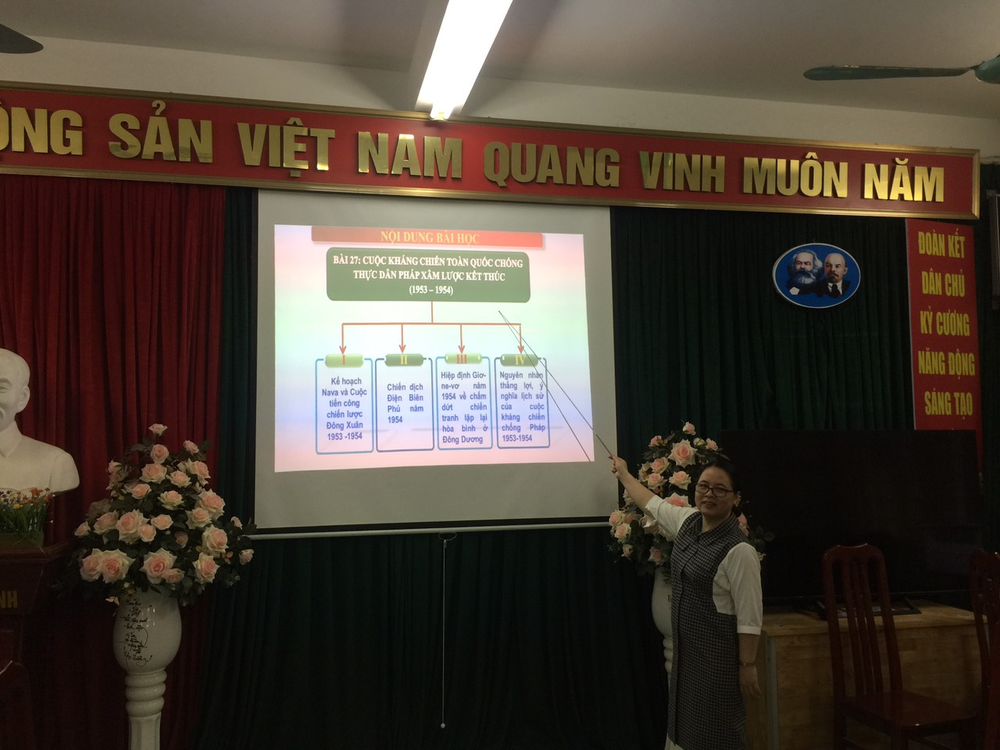 ỘNG SẢN VIỆT NAM QUANG VINH MUÔN NĂM
NỘI DUNG BÀI HỌC
BÀI 27: CUỘC KHÁNG CHIẾN TOÀN QUỐC CHỐNG
THỰC DÂN PHÁP XÂM LƯỢC KẾT THÚC
(1953 – 1954)
I
Kế hoạch
Nava và Cuộc
tiến công
chiến lược
Đông Xuân
1953 -1954
II
Chiến dịch
Điện Biên
Phủ năm
1954
III
Hiệp định Giơ-
ne-vơ năm
1954 về chấm
dứt chiến
tranh lập lại
hòa bình ở
Đông Dương
IV
Nguyên nhân
thắng lợi, ý
nghĩa lịch sử
của cuộc
kháng chiến
chống Pháp
1953-1954
ĐOÀN KẾT
DÂN CHỦ
KỶ CƯƠNG
NĂNG ĐỘNG
SÁNG TẠO
NH